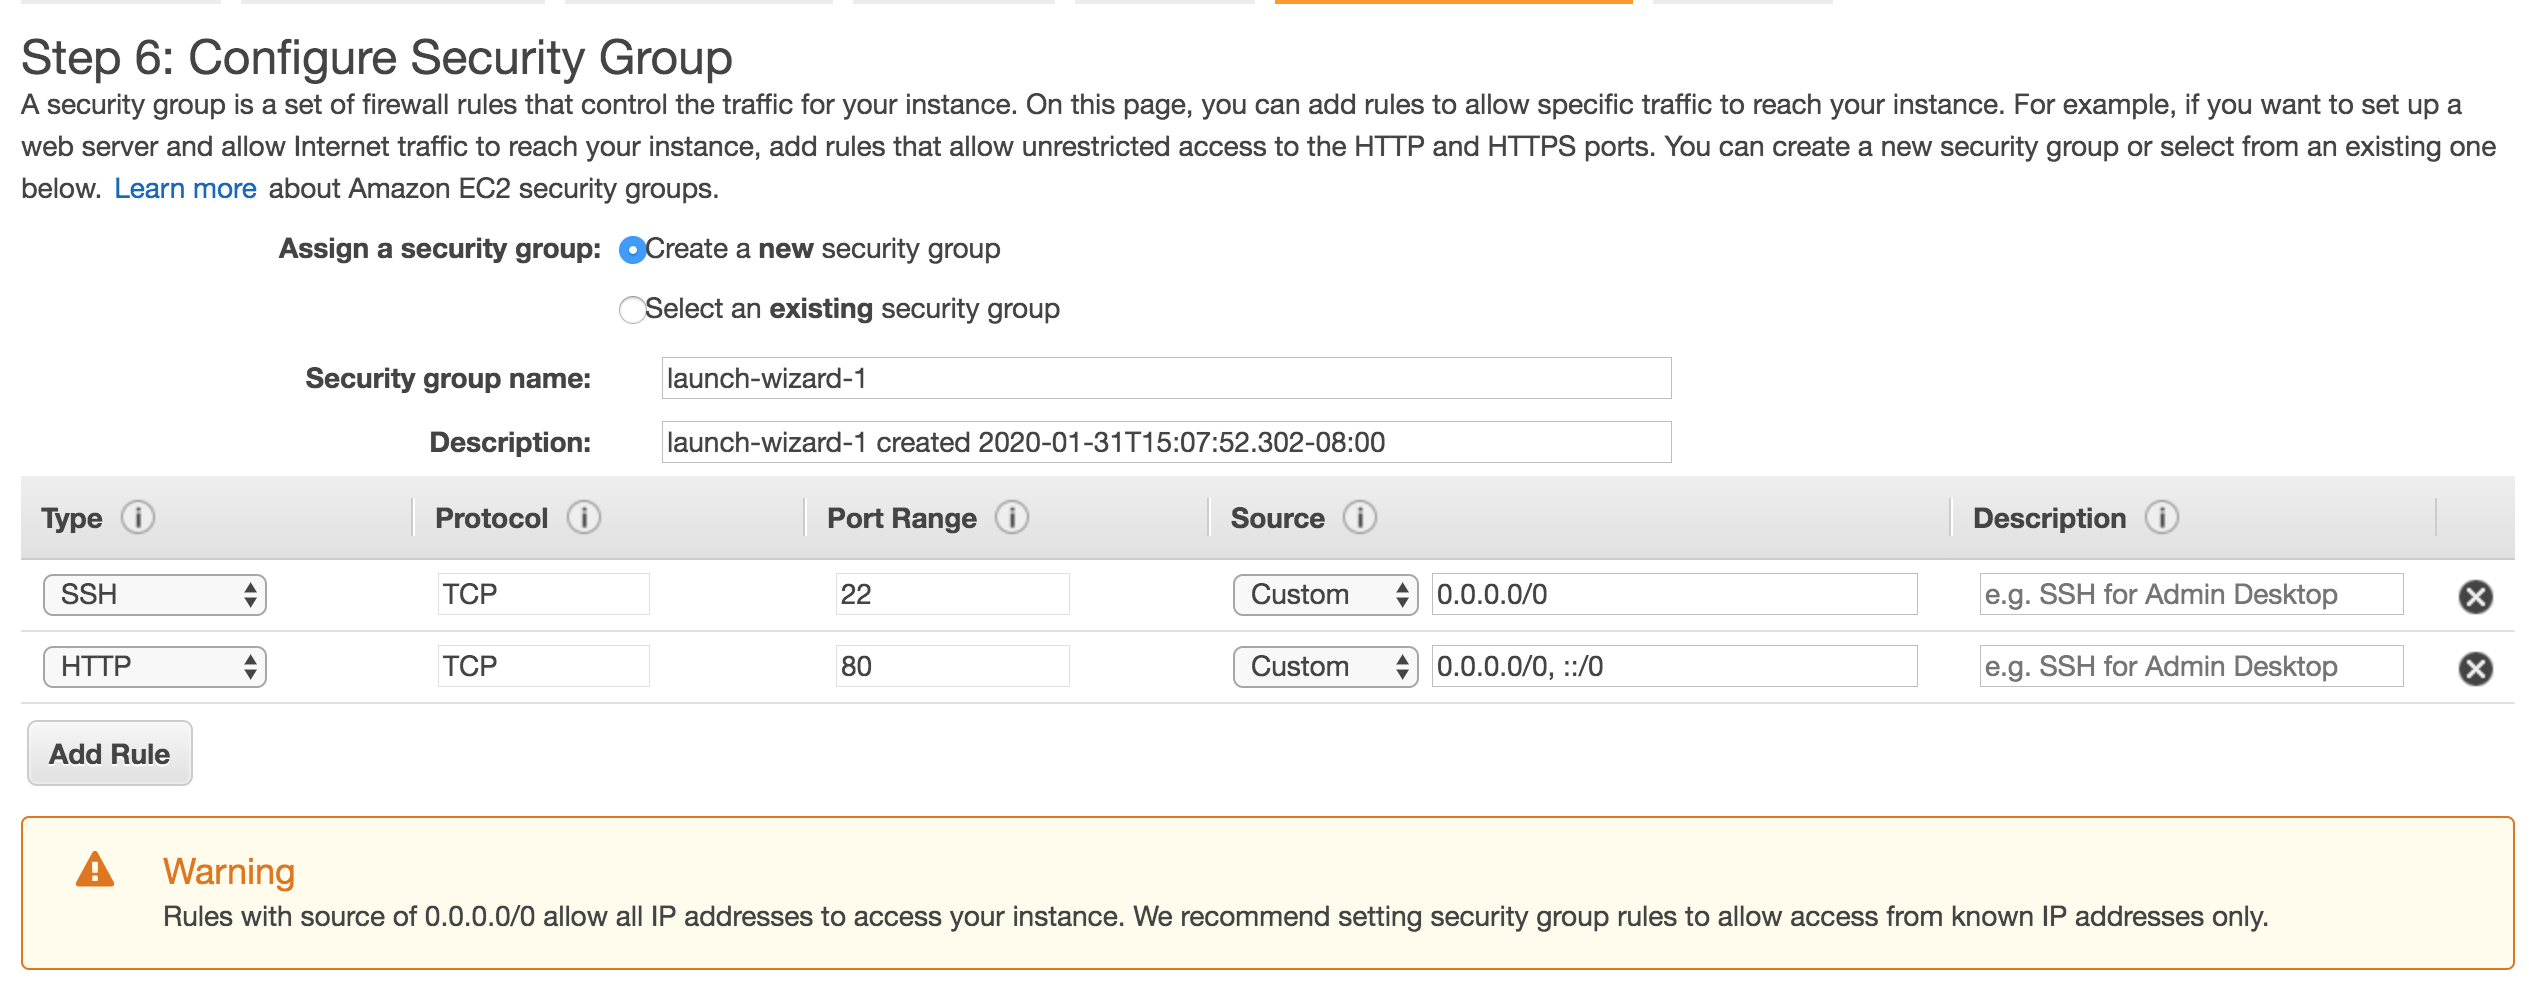 Step 6: Configure Security Group
A security group is a set of firewall rules that control the traffic for your instance. On this page, you can add rules to allow specific traffic to reach your instance. For example, if you want to set up a
web server and allow Internet traffic to reach your instance, add rules that allow unrestricted access to the HTTP and HTTPS ports. You can create a new security group or select from an existing one
below. Learn more about Amazon EC2 security groups.
Assign a security group: Create a new security group
Select an existing security group
Security group name: launch-wizard-1
Description: launch-wizard-1 created 2020-01-31T15:07:52.302-08:00
Type Protocol Port Range Source Description
SSH TCP 22 Custom 0.0.0.0/0 e.g. SSH for Admin Desktop
HTTP TCP 80 Custom 0.0.0.0/0, ::/0 e.g. SSH for Admin Desktop
Add Rule
Warning
Rules with source of 0.0.0.0/0 allow all IP addresses to access your instance. We recommend setting security group rules to allow access from known IP addresses only.